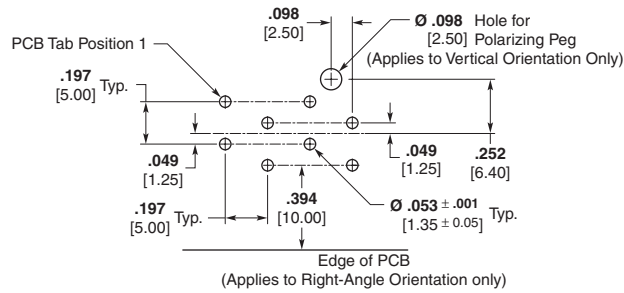 .098
[2.50]
Ø .098 Hole for
[2.50] Polarizing Peg
(Applies to Vertical Orientation Only)
PCB Tab Position 1
.197
[5.00] Typ.
.049
[1.25]
.049
[1.25]
.252
[6.40]
.197
[5.00] Typ.
.394
[10.00]
Ø .053 ± .001
[1.35 ± 0.05] Typ.
Edge of PCB
(Applies to Right-Angle Orientation only)